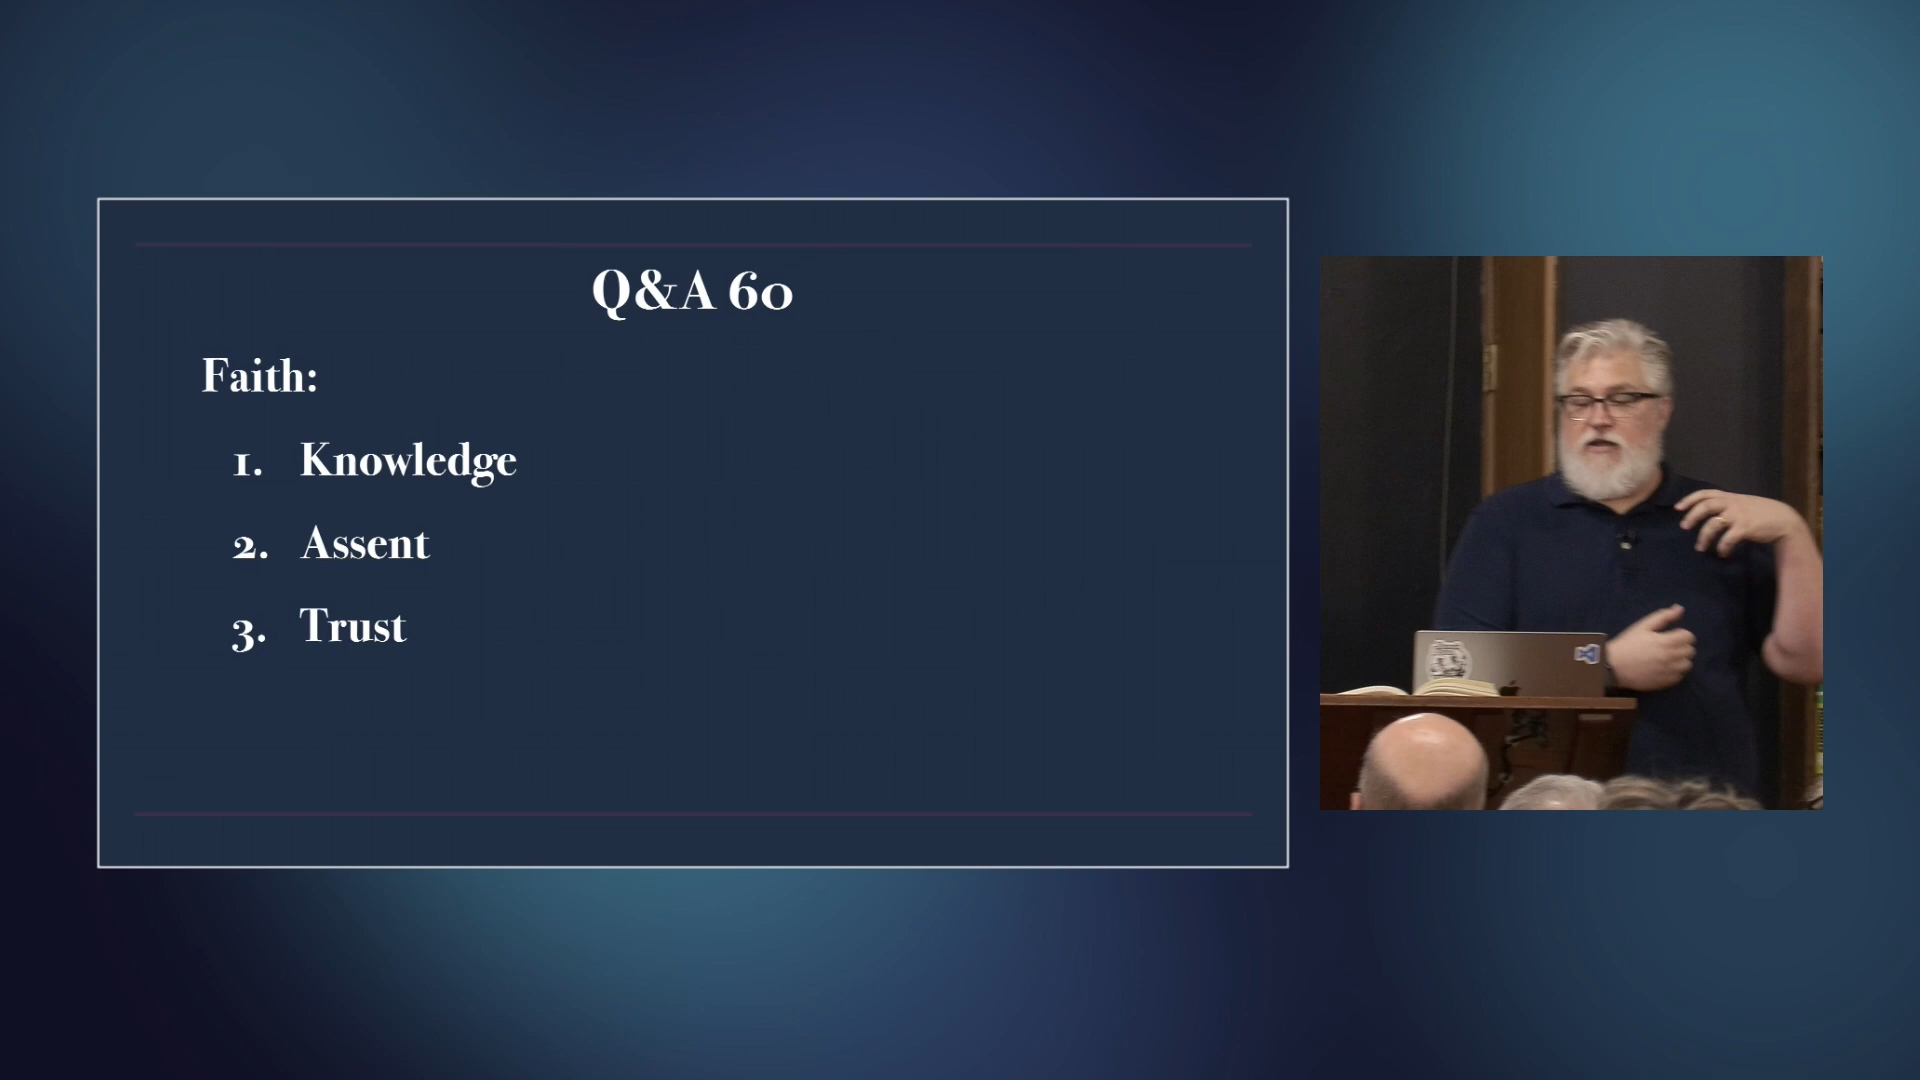 Q&A 60
Faith:
1. Knowledge
2. Assent
3. Trust